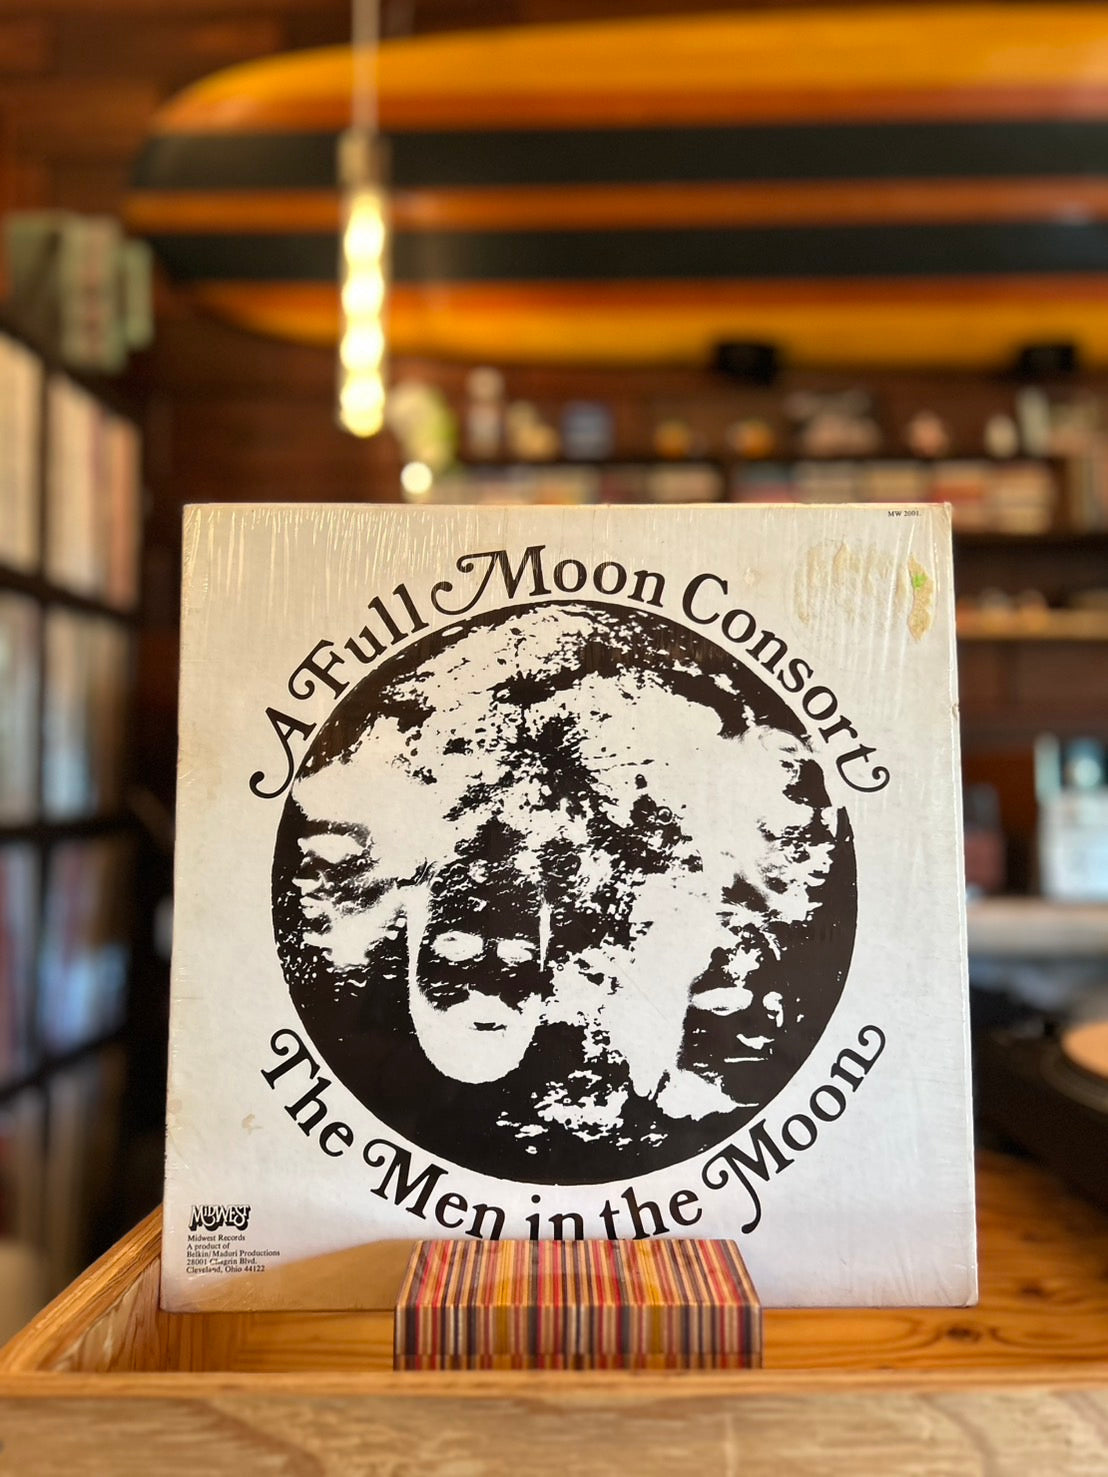 MW 2001.
A Full Moon Consort
The Men in the Moon
MIDWEST
Midwest Records
A product of
Belkin/Maduri Productions
28001 Chagrin Blvd.
Cleveland, Ohio 44122